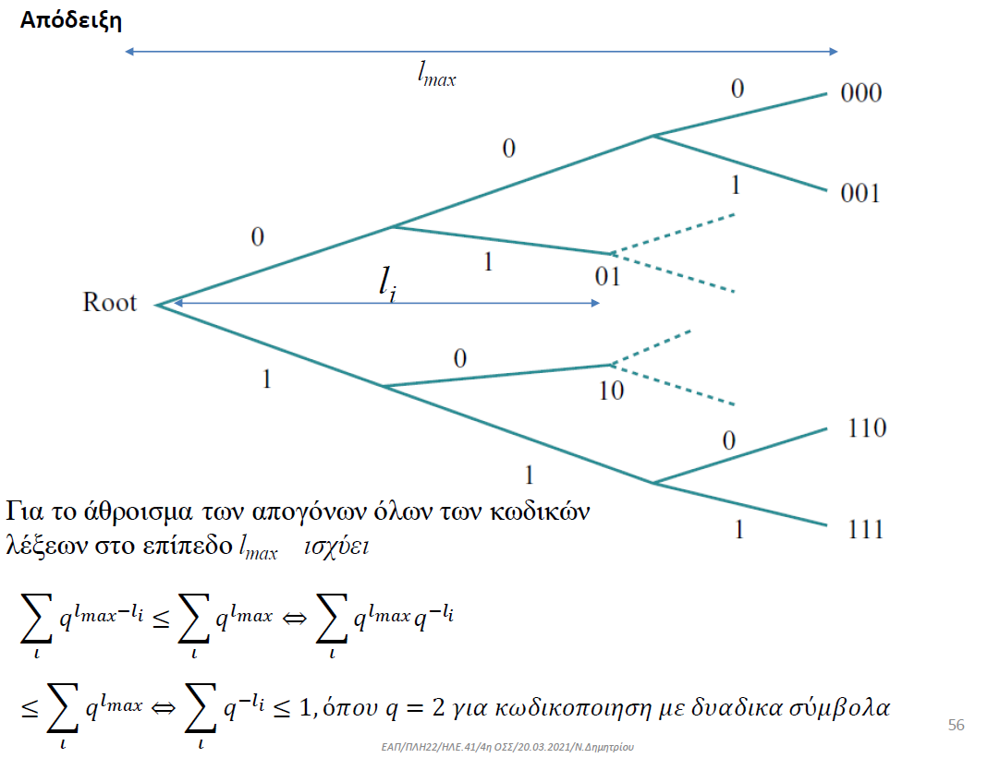 Απόδειξη
l_max
0 000
0
1 001
0
1
01
l_i
Root
0
1
10
0 110
1
1 111
Για το άθροισμα των απογόνων όλων των κωδικών
λέξεων στο επίπεδο l_max ισχύει
∑_ι q^{l_max−l_i} ≤ ∑_ι q^{l_max} ⇔ ∑_ι q^{l_max} q^{−l_i}
≤ ∑_ι q^{l_max} ⇔ ∑_ι q^{−l_i} ≤ 1, όπου q = 2 για κωδικοποιηση με δυαδικα σύμβολα
56
ΕΑΠ/ΠΛΗ22/ΗΛΕ.41/4η ΟΣΣ/20.03.2021/Ν.Δημητρίου